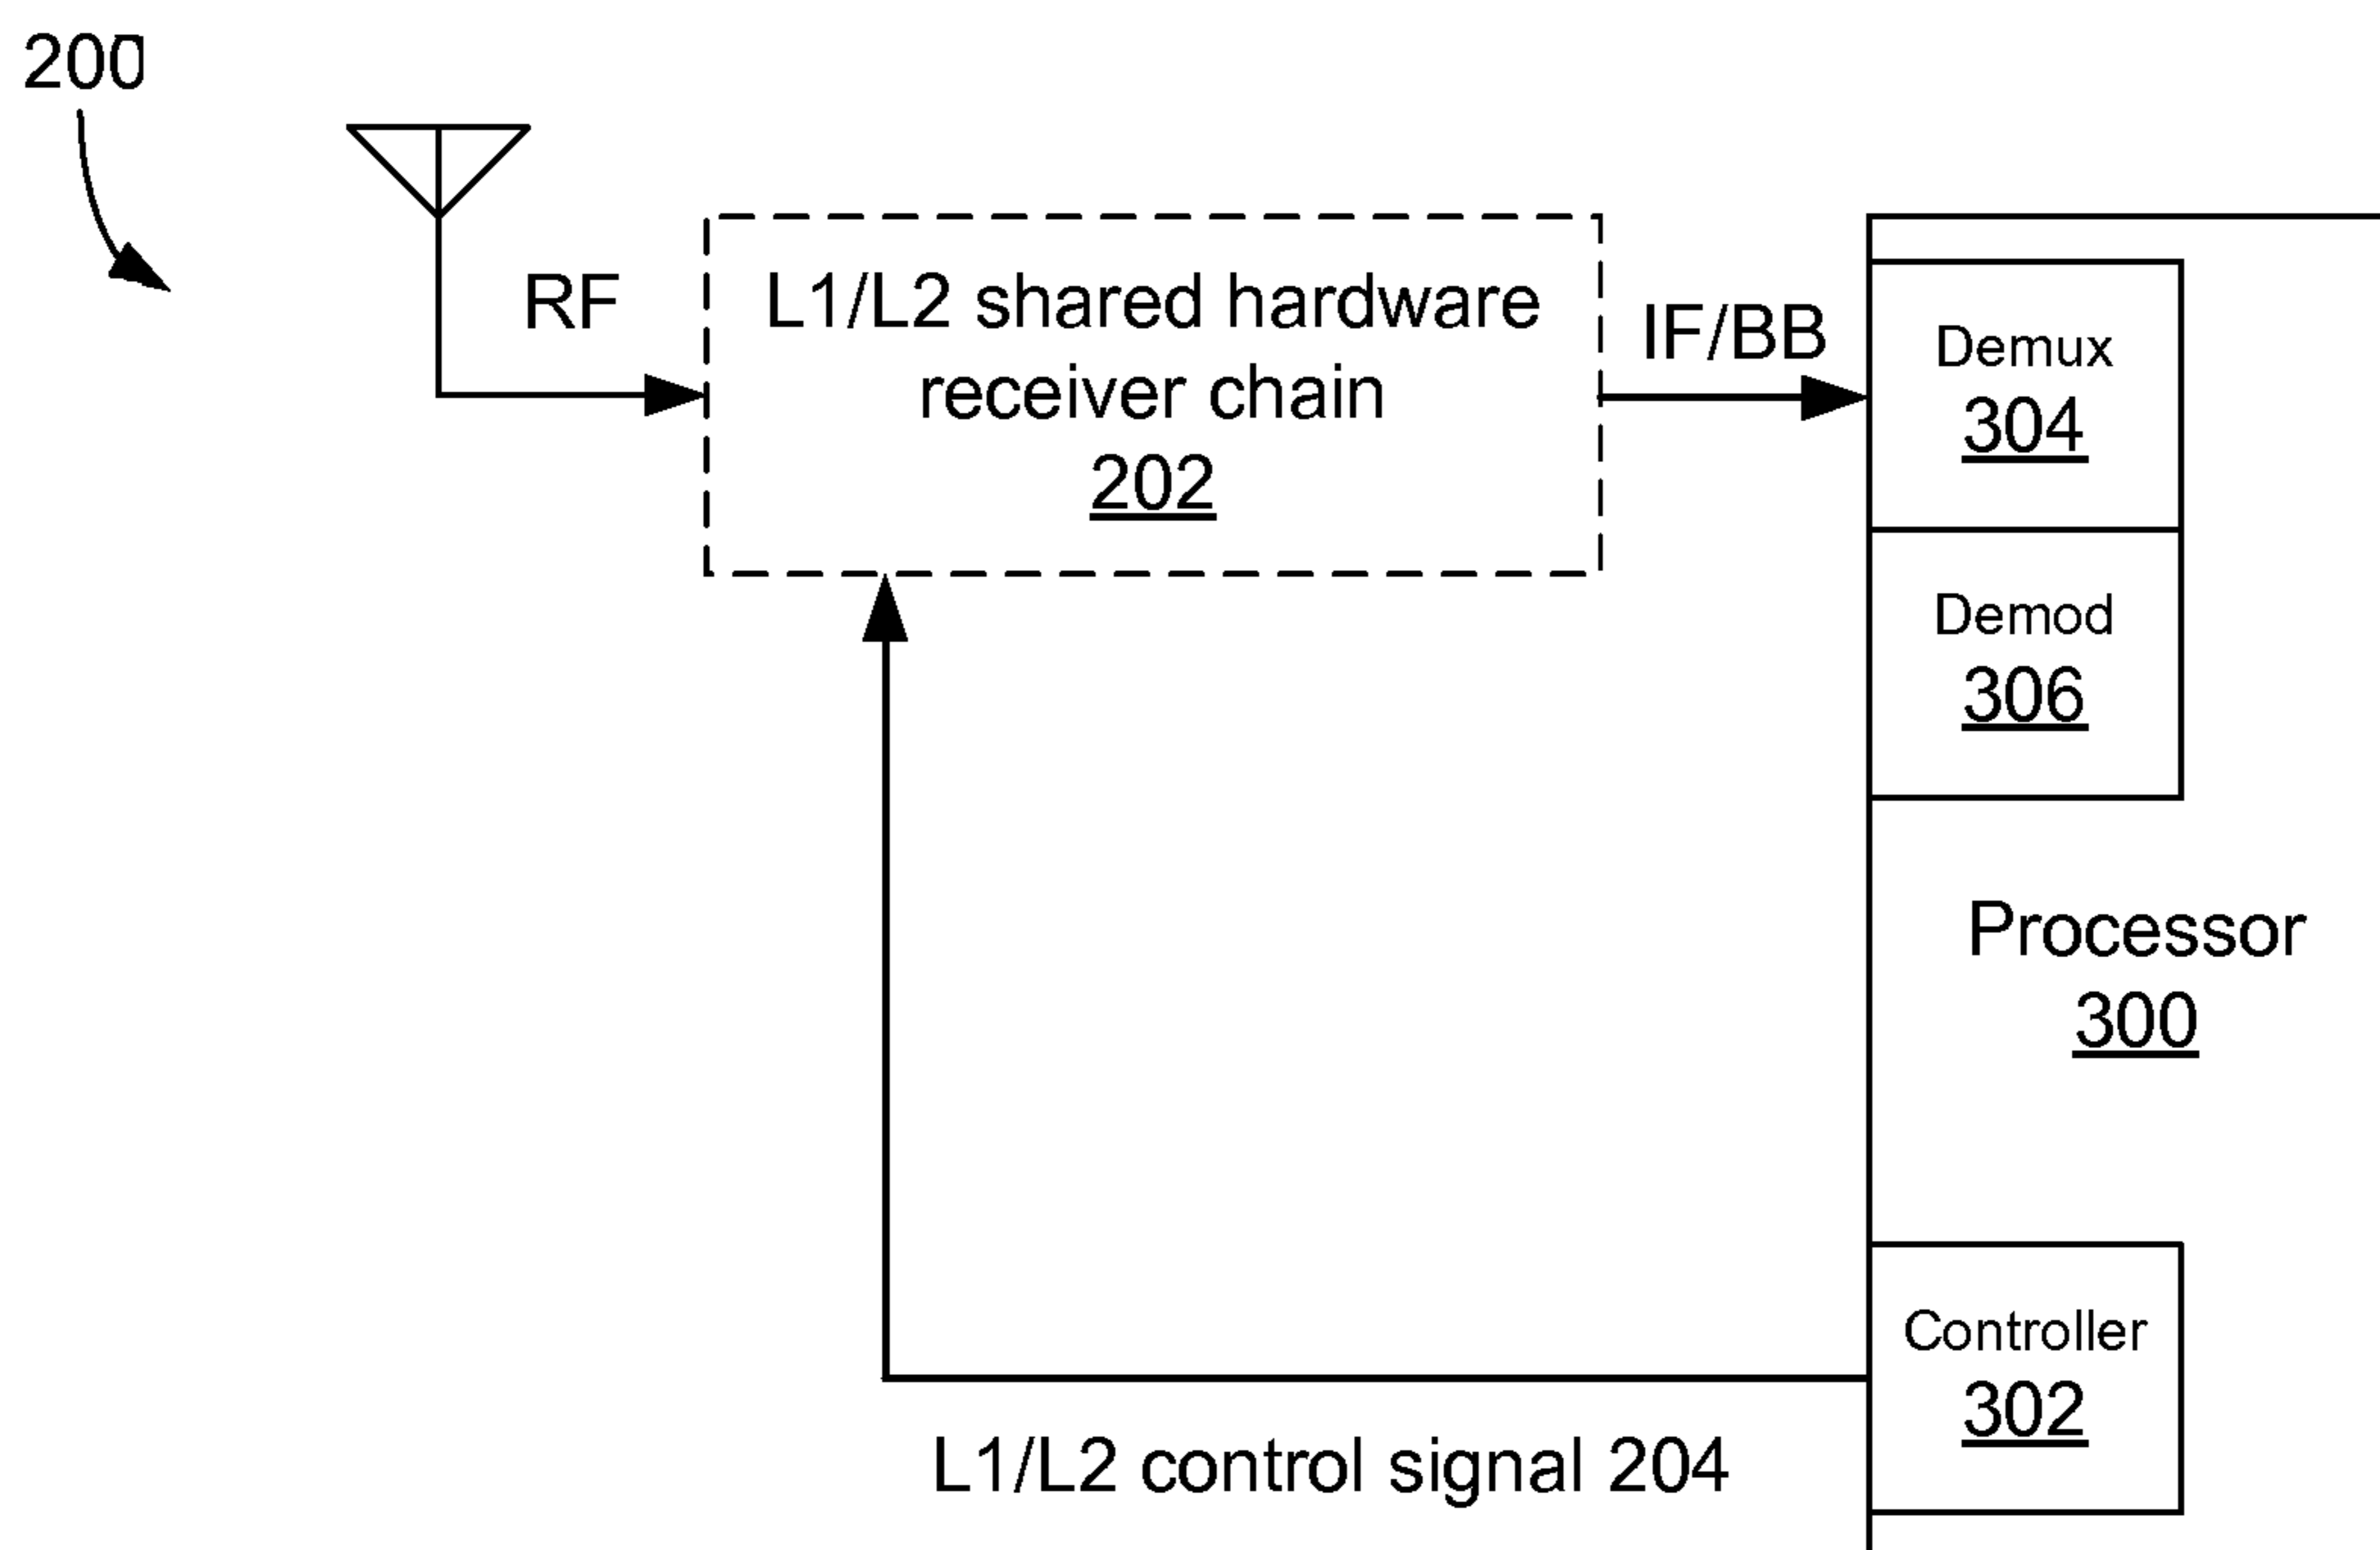 200
RF
L1/L2 shared hardware
receiver chain
202
IF/BB
Demux
304
Demod
306
Processor
300
Controller
302
L1/L2 control signal 204